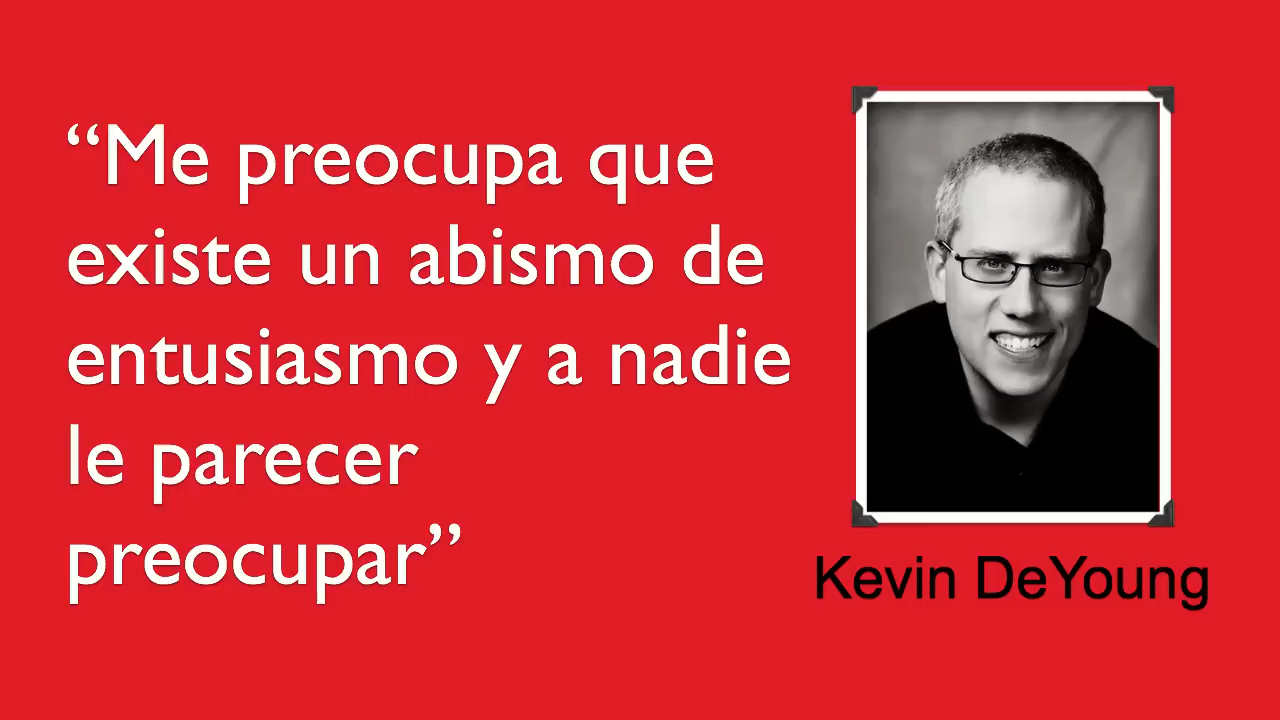 “Me preocupa que
existe un abismo de
entusiasmo y a nadie
le parecer
preocupar”
Kevin DeYoung